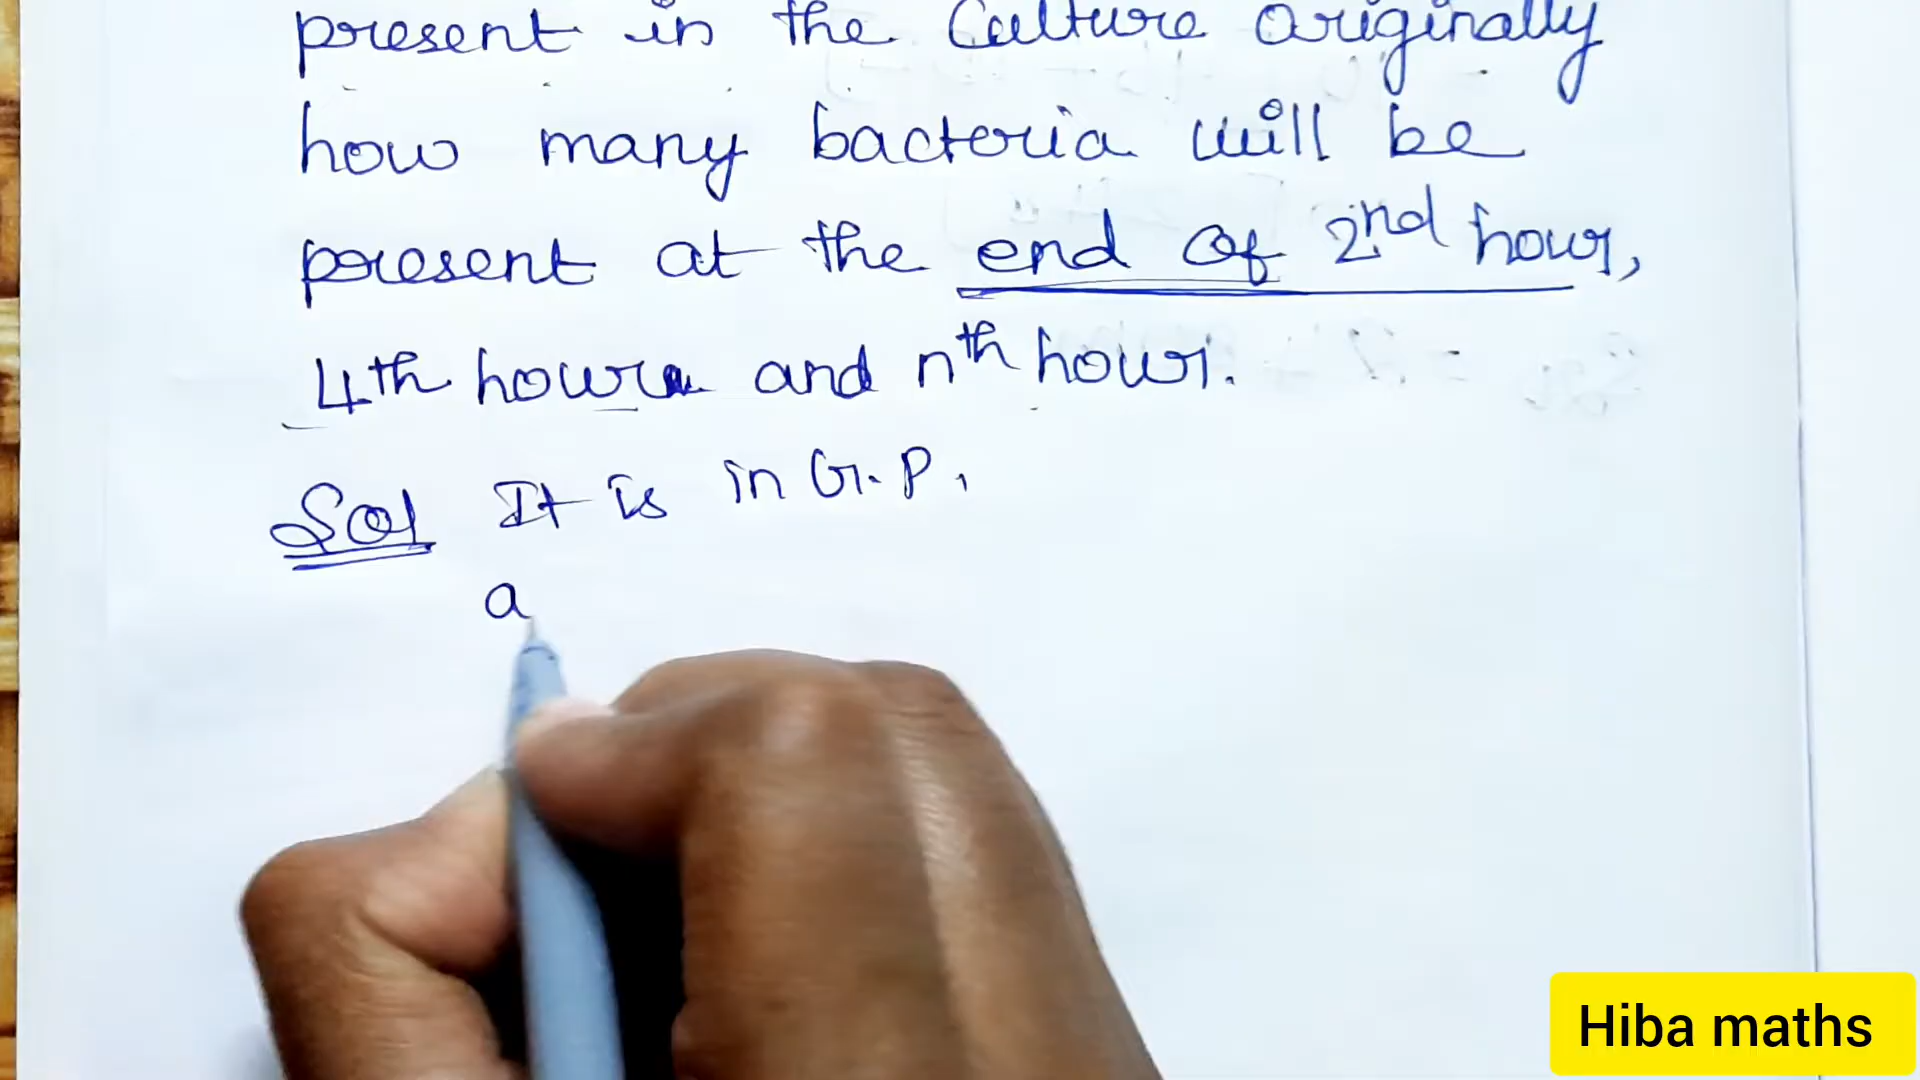 present in the Culture originally
how many bacteria will be
present at the end of 2nd hour,
4th hour and nth hour.
Sol It is in G.P,
a
Hiba maths